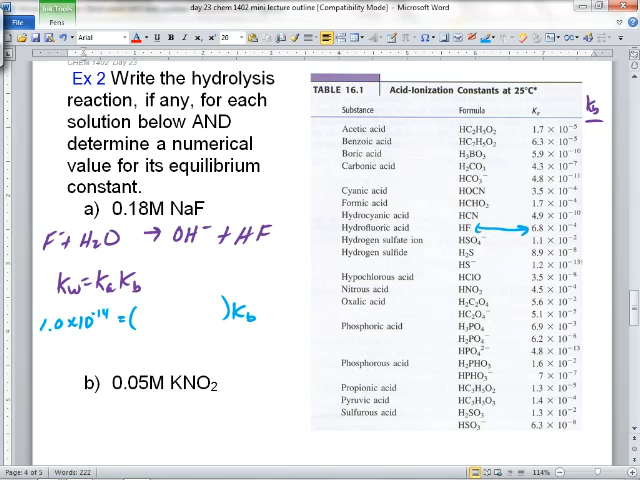 day 23 chem 1402 mini lecture outline [Compatibility Mode] - Microsoft Word
Ink Tools
File
Pens
Arial
20
CHEM 1402 Day 23
Ex 2 Write the hydrolysis
reaction, if any, for each
solution below AND
determine a numerical
value for its equilibrium
constant.
a) 0.18M NaF
F⁻ + H₂O → OH⁻ + HF
Kw = Ka Kb
1.0 x 10⁻¹⁴ = ( ) Kb
b) 0.05M KNO₂
TABLE 16.1 Acid-Ionization Constants at 25°C*
Substance Formula Kₐ
Kb
Acetic acid HC₂H₃O₂ 1.7 × 10⁻⁵
Benzoic acid HC₇H₅O₂ 6.3 × 10⁻⁵
Boric acid H₃BO₃ 5.9 × 10⁻¹⁰
Carbonic acid H₂CO₃ 4.3 × 10⁻⁷
HCO₃⁻ 4.8 × 10⁻¹¹
Cyanic acid HOCN 3.5 × 10⁻⁴
Formic acid HCHO₂ 1.7 × 10⁻⁴
Hydrocyanic acid HCN 4.9 × 10⁻¹⁰
Hydrofluoric acid HF 6.8 × 10⁻⁴
Hydrogen sulfate ion HSO₄⁻ 1.1 × 10⁻²
Hydrogen sulfide H₂S 8.9 × 10⁻⁸
HS⁻ 1.2 × 10⁻¹³
Hypochlorous acid HClO 3.5 × 10⁻⁸
Nitrous acid HNO₂ 4.5 × 10⁻⁴
Oxalic acid H₂C₂O₄ 5.6 × 10⁻²
HC₂O₄⁻ 5.1 × 10⁻⁵
Phosphoric acid H₃PO₄ 6.9 × 10⁻³
H₂PO₄⁻ 6.2 × 10⁻⁸
HPO₄²⁻ 4.8 × 10⁻¹³
Phosphorous acid H₂PHO₃ 1.6 × 10⁻²
HPHO₃⁻ 7 × 10⁻⁷
Propionic acid HC₃H₅O₂ 1.3 × 10⁻⁵
Pyruvic acid HC₃H₃O₃ 1.4 × 10⁻⁴
Sulfurous acid H₂SO₃ 1.3 × 10⁻²
HSO₃⁻ 6.3 × 10⁻⁸
Page: 4 of 5 Words: 222 114%